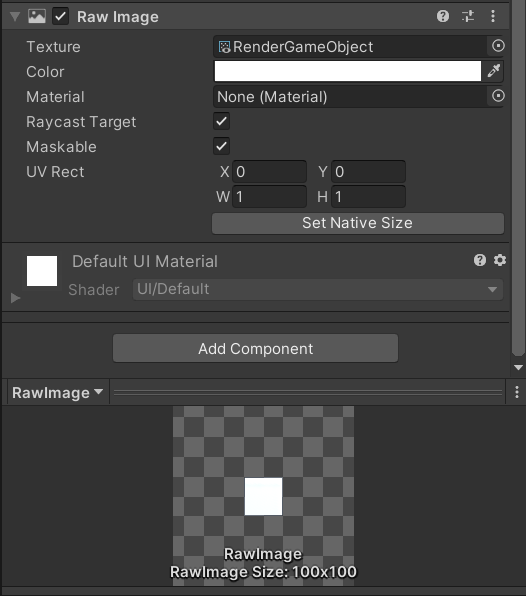 Raw Image
Texture RenderGameObject
Color
Material None (Material)
Raycast Target
Maskable
UV Rect X 0 Y 0
W 1 H 1
Set Native Size
Default UI Material
Shader UI/Default
Add Component
RawImage
RawImage
RawImage Size: 100x100